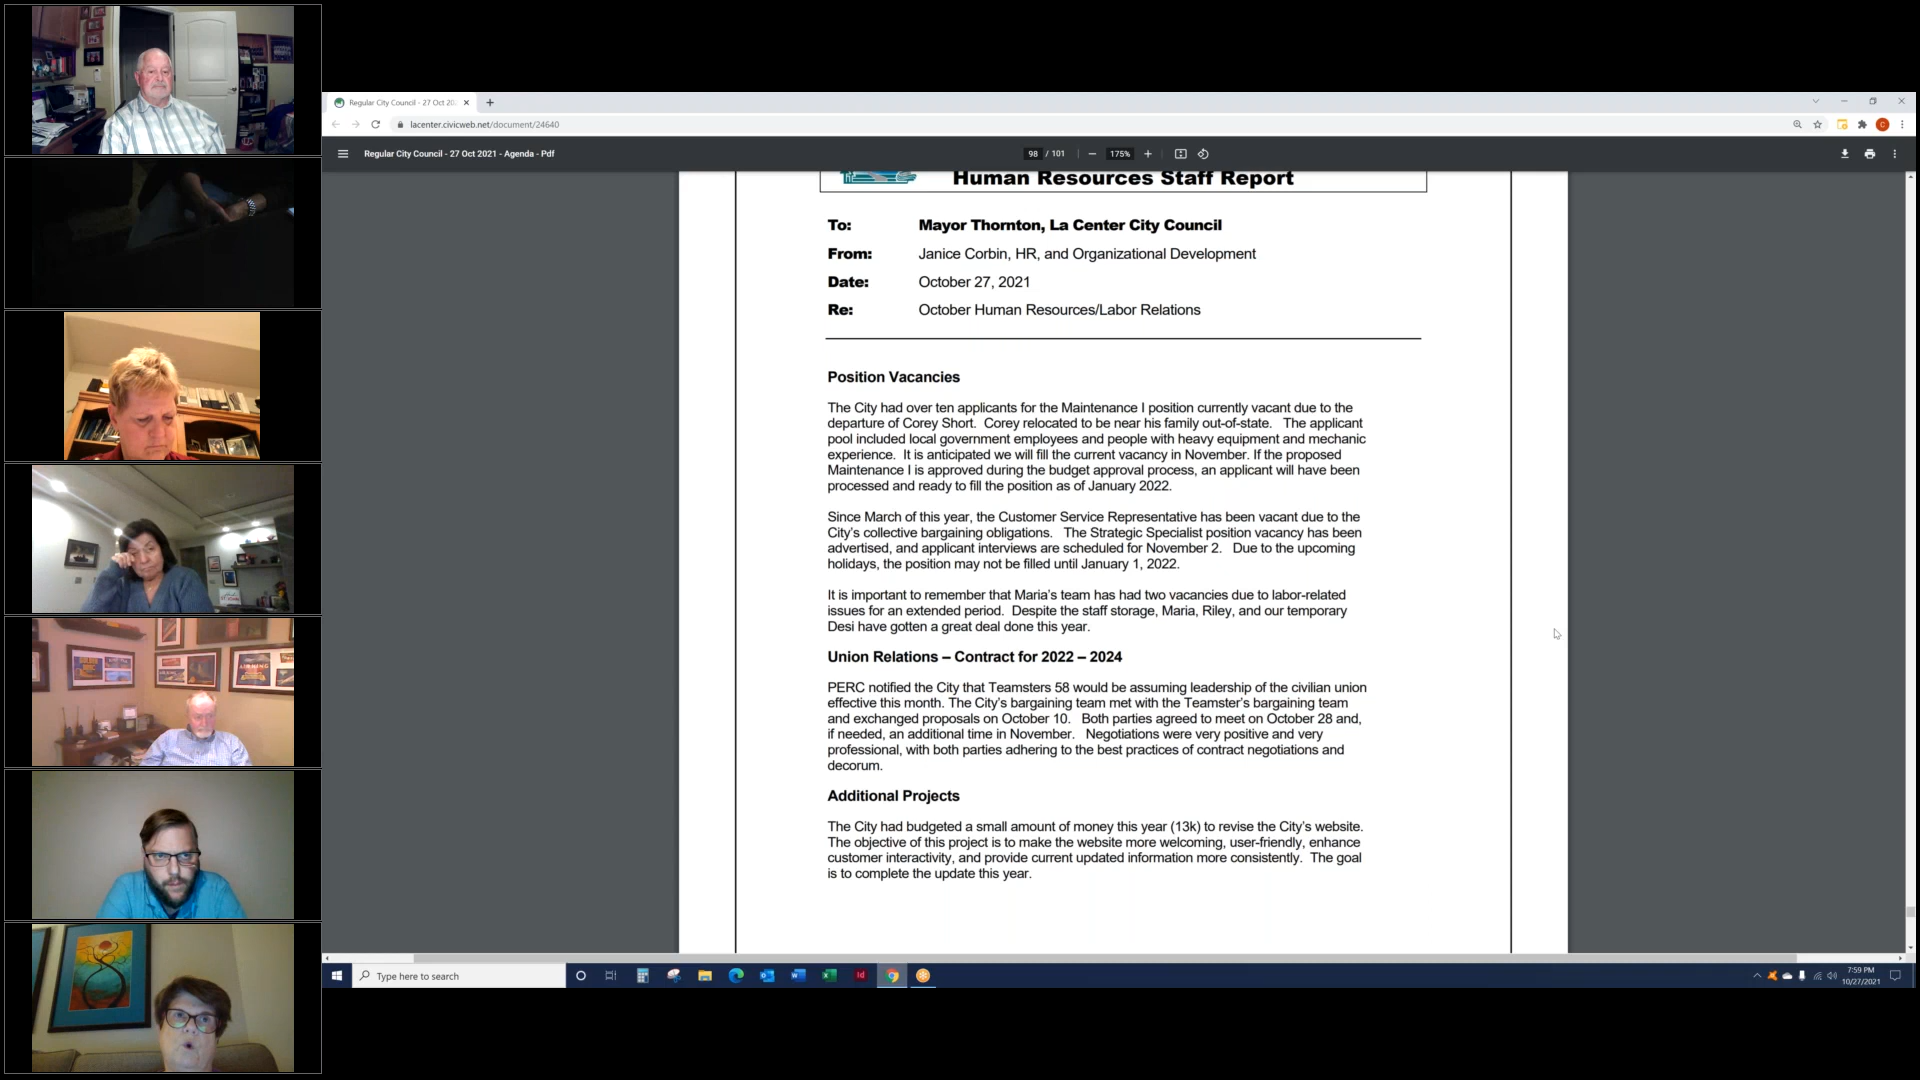 Regular City Council - 27 Oct 20
lacenter.civicweb.net/document/24640
Regular City Council - 27 Oct 2021 - Agenda - Pdf
98 / 101
175%
Human Resources Staff Report
To: Mayor Thornton, La Center City Council
From: Janice Corbin, HR, and Organizational Development
Date: October 27, 2021
Re: October Human Resources/Labor Relations
Position Vacancies
The City had over ten applicants for the Maintenance I position currently vacant due to the
departure of Corey Short. Corey relocated to be near his family out-of-state. The applicant
pool included local government employees and people with heavy equipment and mechanic
experience. It is anticipated we will fill the current vacancy in November. If the proposed
Maintenance I is approved during the budget approval process, an applicant will have been
processed and ready to fill the position as of January 2022.
Since March of this year, the Customer Service Representative has been vacant due to the
City's collective bargaining obligations. The Strategic Specialist position vacancy has been
advertised, and applicant interviews are scheduled for November 2. Due to the upcoming
holidays, the position may not be filled until January 1, 2022.
It is important to remember that Maria's team has had two vacancies due to labor-related
issues for an extended period. Despite the staff storage, Maria, Riley, and our temporary
Desi have gotten a great deal done this year.
Union Relations – Contract for 2022 – 2024
PERC notified the City that Teamsters 58 would be assuming leadership of the civilian union
effective this month. The City's bargaining team met with the Teamster's bargaining team
and exchanged proposals on October 10. Both parties agreed to meet on October 28 and,
if needed, an additional time in November. Negotiations were very positive and very
professional, with both parties adhering to the best practices of contract negotiations and
decorum.
Additional Projects
The City had budgeted a small amount of money this year (13k) to revise the City's website.
The objective of this project is to make the website more welcoming, user-friendly, enhance
customer interactivity, and provide current updated information more consistently. The goal
is to complete the update this year.
Type here to search
7:59 PM
10/27/2021